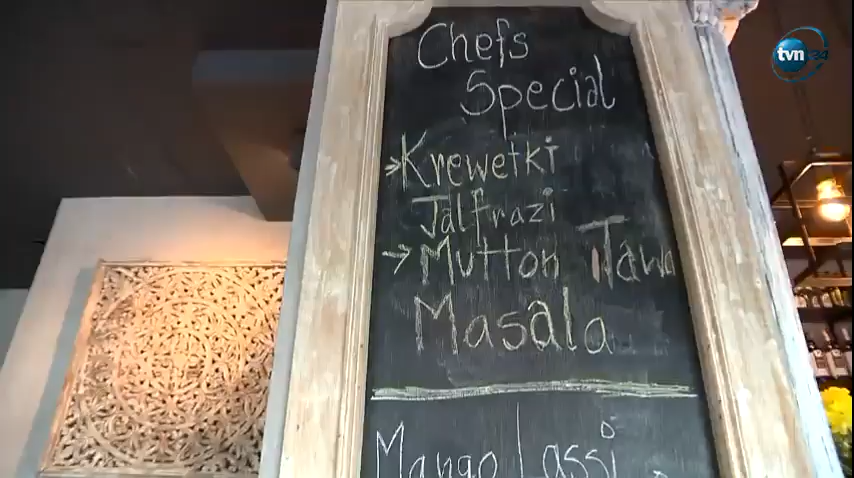 tvn24
Chefs
Special
→ Krewetki
Jalfrazi
→ Mutton Tawa
Masala
Mango Lassi